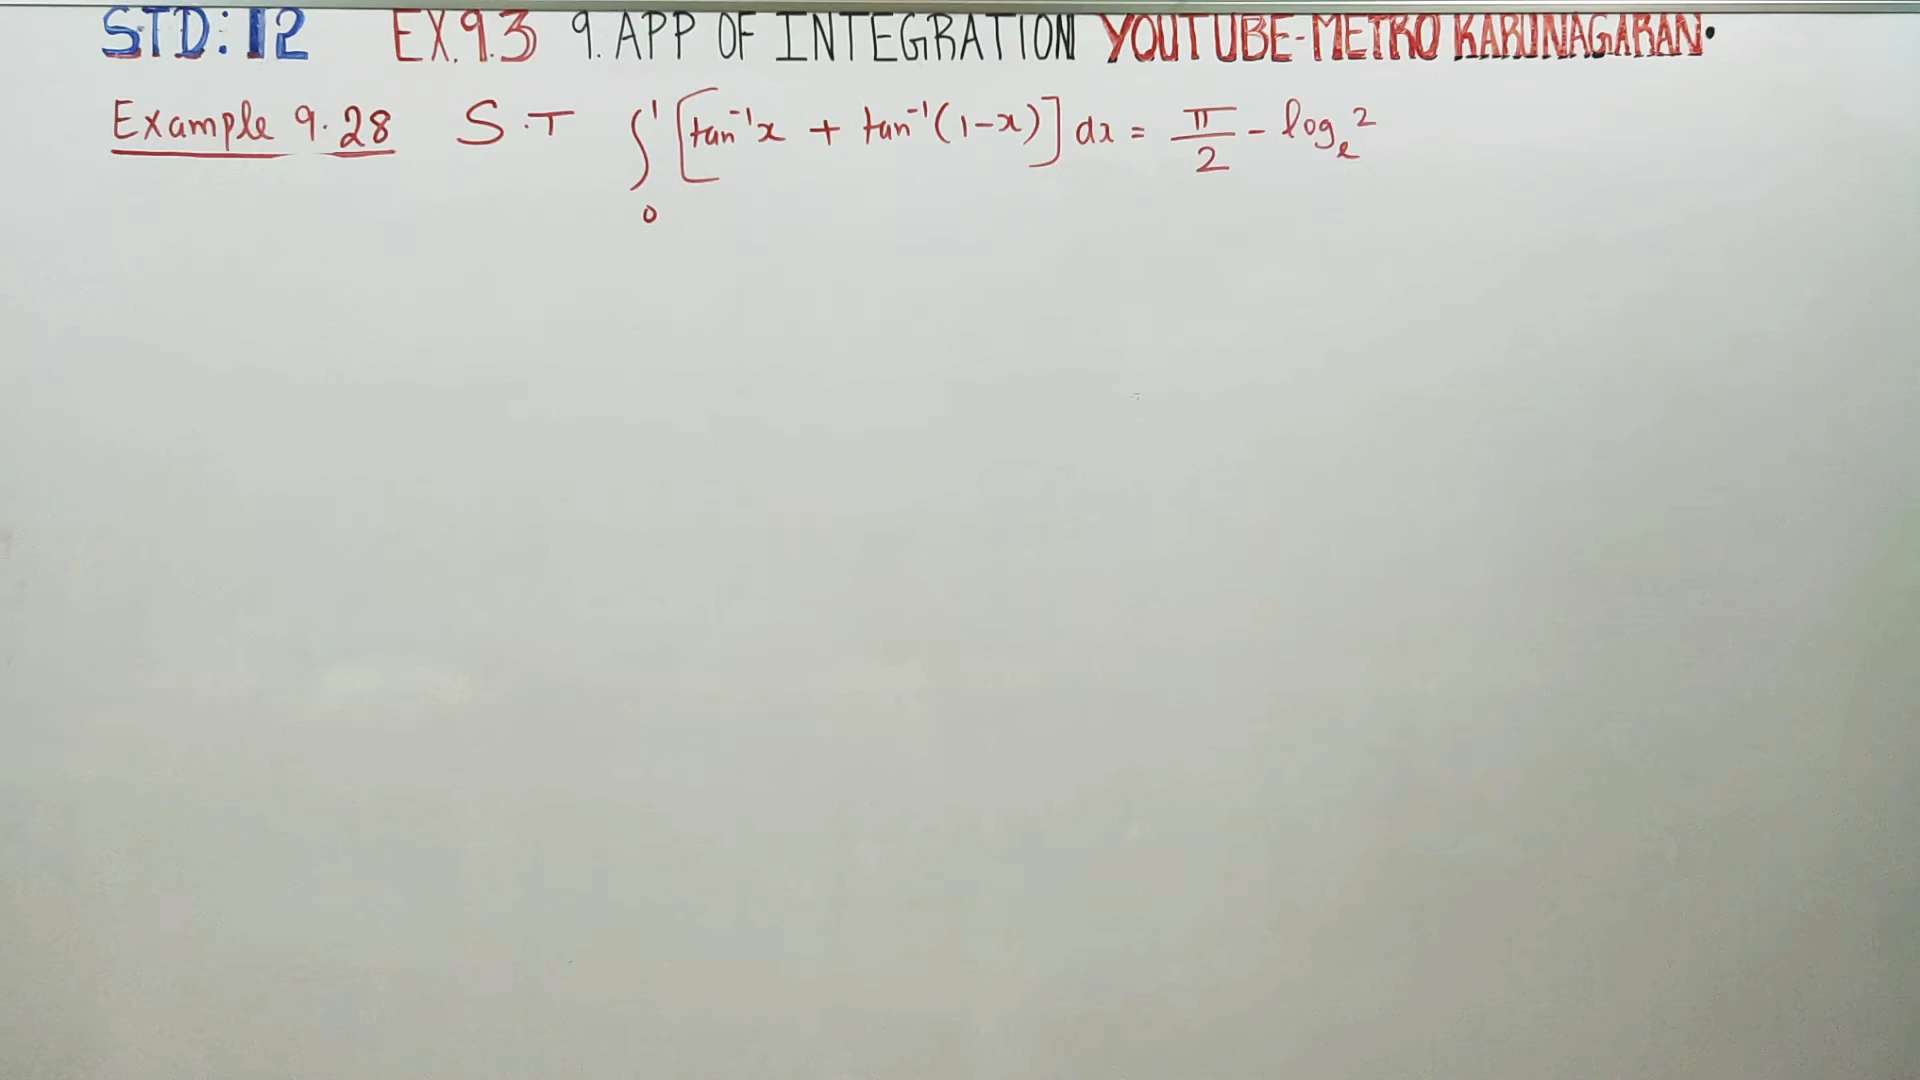 STD: 12 EX.9.3 9. APP OF INTEGRATION YOUTUBE-METRO KARUNAGARAN.
Example 9.28 S.T ∫₀¹ [tan⁻¹x + tan⁻¹(1-x)] dx = π/2 - logₑ2